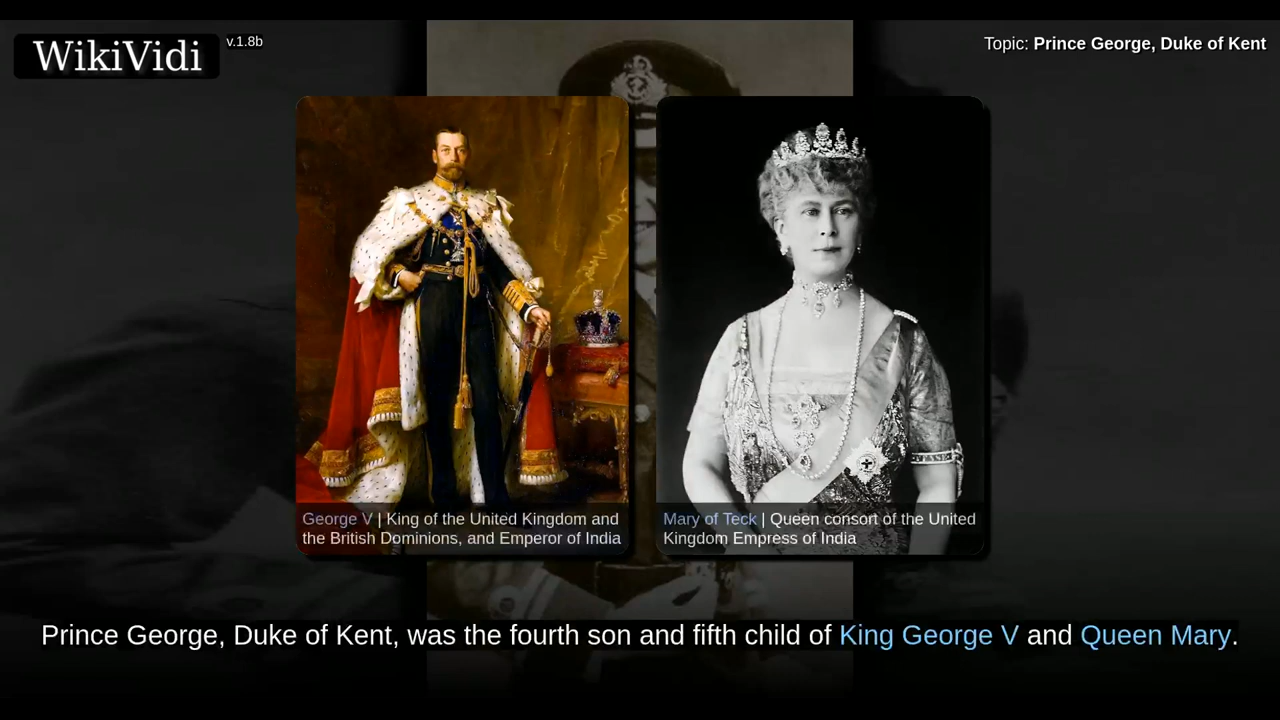 WikiVidi v.1.8b
Topic: Prince George, Duke of Kent
George V | King of the United Kingdom and
the British Dominions, and Emperor of India
Mary of Teck | Queen consort of the United
Kingdom Empress of India
Prince George, Duke of Kent, was the fourth son and fifth child of King George V and Queen Mary.